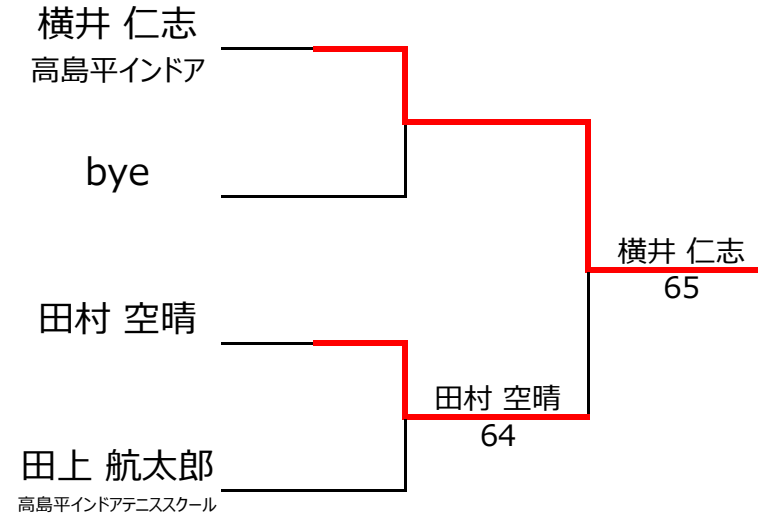 横井 仁志
高島平インドア
bye
田村 空晴
田上 航太郎
高島平インドアテニススクール
田村 空晴
64
横井 仁志
65